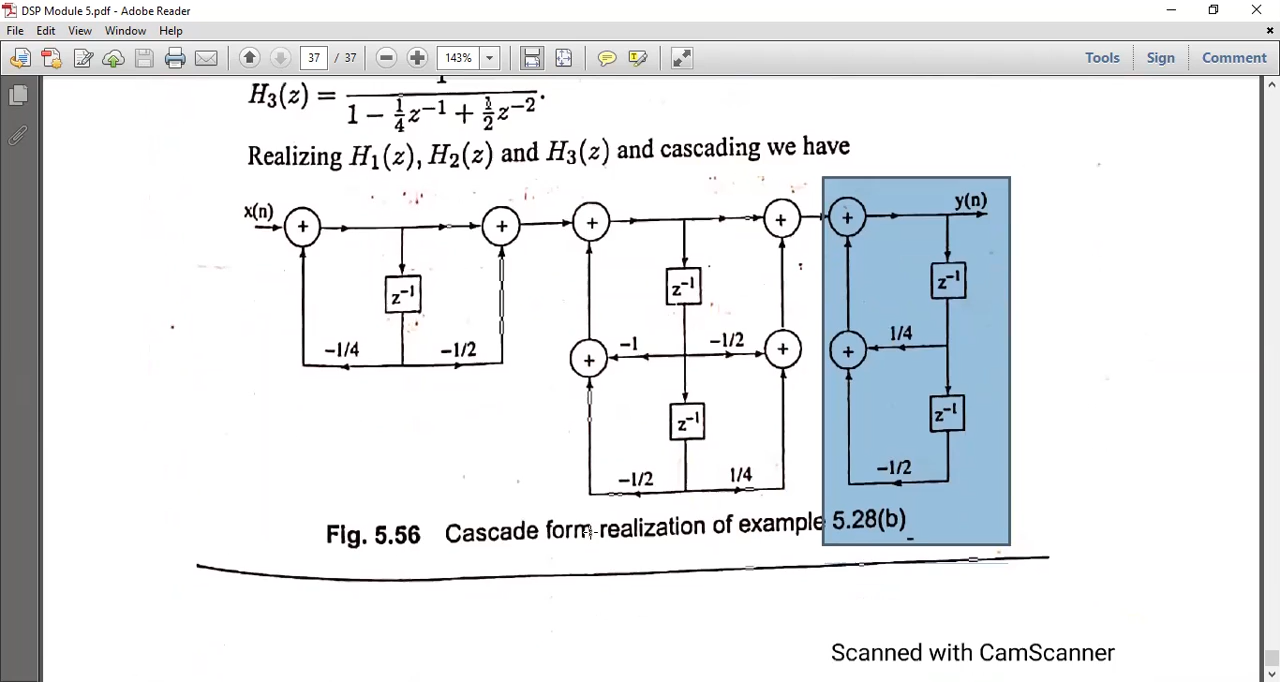 DSP Module 5.pdf - Adobe Reader
File Edit View Window Help
37 / 37 143% Tools Sign Comment
1
H₃(z) = 1 − 1/4 z⁻¹ + 1/2 z⁻² .
Realizing H₁(z), H₂(z) and H₃(z) and cascading we have
x(n) + + + + + y(n)
z⁻¹ z⁻¹ z⁻¹
−1/4 −1/2 + −1 −1/2 + + 1/4
z⁻¹ z⁻¹
−1/2 1/4 −1/2
Fig. 5.56 Cascade form realization of example 5.28(b)
Scanned with CamScanner